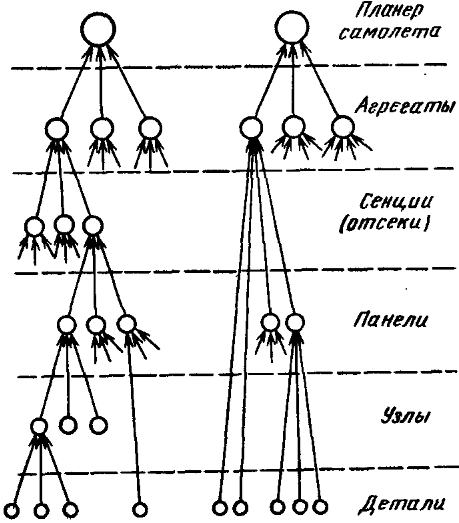 Планер
самолета
Агрегаты
Секции
(отсеки)
Панели
Узлы
Детали